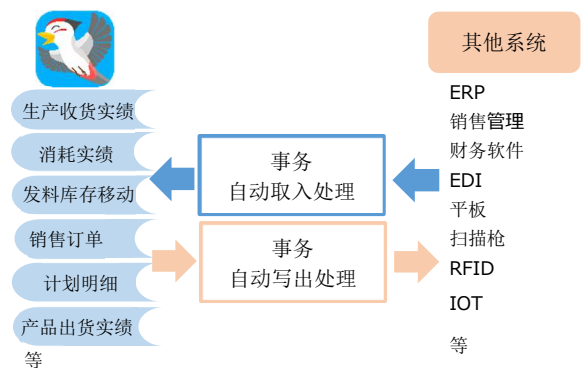 生产收货实绩
消耗实绩
发料库存移动
销售订单
计划明细
产品出货实绩
等
事务
自动取入处理
事务
自动写出处理
其他系统
ERP
销售管理
财务软件
EDI
平板
扫描枪
RFID
IOT
等